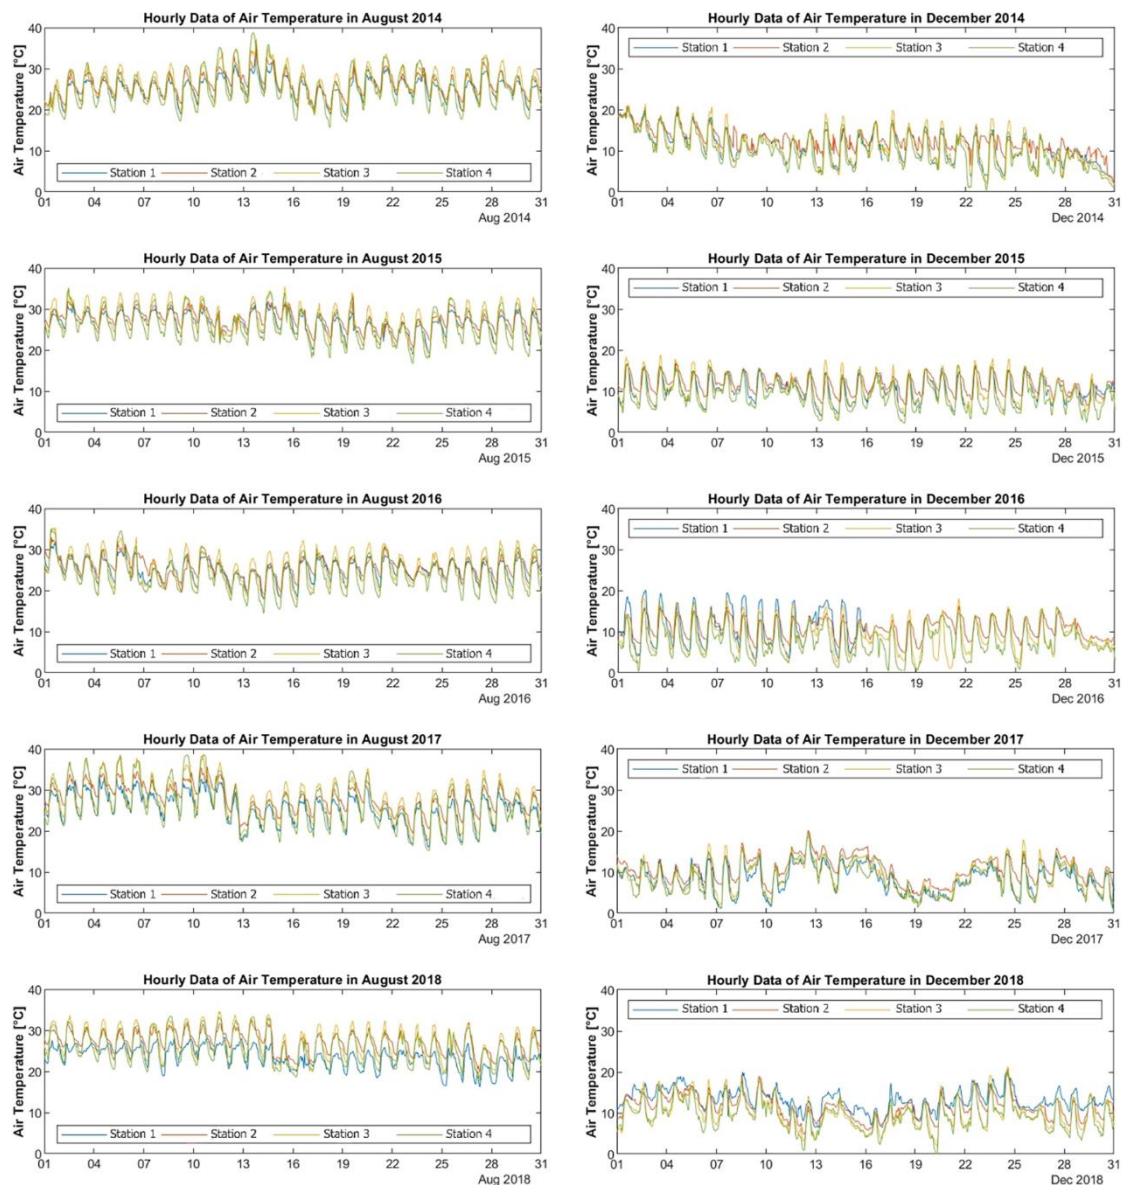 Hourly Data of Air Temperature in August 2014
Air Temperature [°C]
40
30
20
10
0
Station 1 Station 2 Station 3 Station 4
01 04 07 10 13 16 19 22 25 28 31
Aug 2014
Hourly Data of Air Temperature in December 2014
Air Temperature [°C]
40
30
20
10
0
Station 1 Station 2 Station 3 Station 4
01 04 07 10 13 16 19 22 25 28 31
Dec 2014
Hourly Data of Air Temperature in August 2015
Air Temperature [°C]
40
30
20
10
0
Station 1 Station 2 Station 3 Station 4
01 04 07 10 13 16 19 22 25 28 31
Aug 2015
Hourly Data of Air Temperature in December 2015
Air Temperature [°C]
40
30
20
10
0
Station 1 Station 2 Station 3 Station 4
01 04 07 10 13 16 19 22 25 28 31
Dec 2015
Hourly Data of Air Temperature in August 2016
Air Temperature [°C]
40
30
20
10
0
Station 1 Station 2 Station 3 Station 4
01 04 07 10 13 16 19 22 25 28 31
Aug 2016
Hourly Data of Air Temperature in December 2016
Air Temperature [°C]
40
30
20
10
0
Station 1 Station 2 Station 3 Station 4
01 04 07 10 13 16 19 22 25 28 31
Dec 2016
Hourly Data of Air Temperature in August 2017
Air Temperature [°C]
40
30
20
10
0
Station 1 Station 2 Station 3 Station 4
01 04 07 10 13 16 19 22 25 28 31
Aug 2017
Hourly Data of Air Temperature in December 2017
Air Temperature [°C]
40
30
20
10
0
Station 1 Station 2 Station 3 Station 4
01 04 07 10 13 16 19 22 25 28 31
Dec 2017
Hourly Data of Air Temperature in August 2018
Air Temperature [°C]
40
30
20
10
0
Station 1 Station 2 Station 3 Station 4
01 04 07 10 13 16 19 22 25 28 31
Aug 2018
Hourly Data of Air Temperature in December 2018
Air Temperature [°C]
40
30
20
10
0
Station 1 Station 2 Station 3 Station 4
01 04 07 10 13 16 19 22 25 28 31
Dec 2018